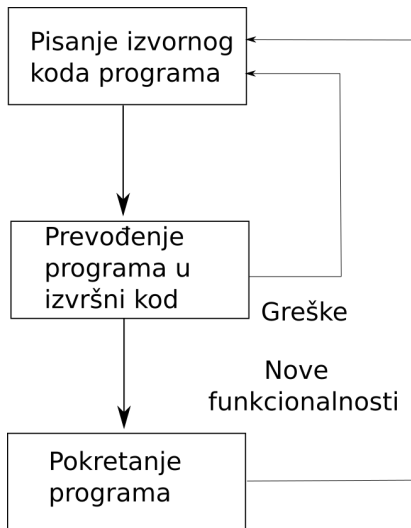 Pisanje izvornog
koda programa
Prevođenje
programa u
izvršni kod
Greške
Nove
funkcionalnosti
Pokretanje
programa